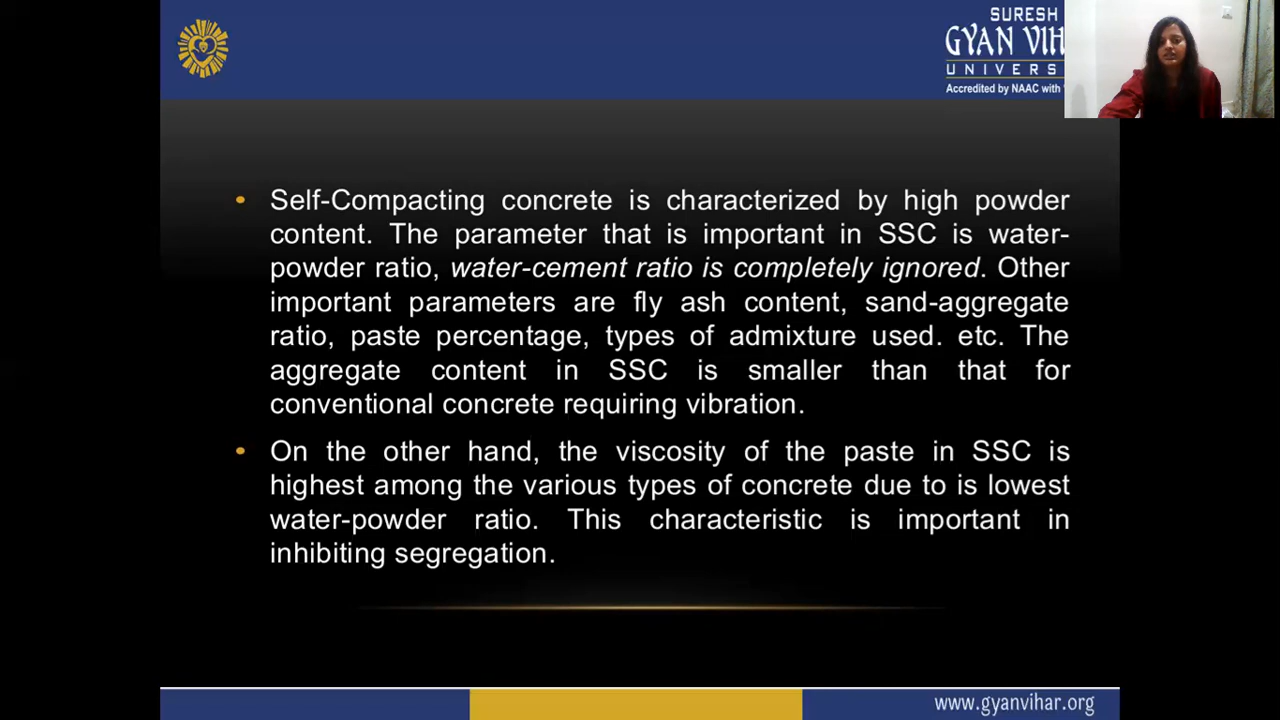 SURESH
GYAN VIH
UNIVERS
Accredited by NAAC with
• Self-Compacting concrete is characterized by high powder
content. The parameter that is important in SSC is water-
powder ratio, water-cement ratio is completely ignored. Other
important parameters are fly ash content, sand-aggregate
ratio, paste percentage, types of admixture used. etc. The
aggregate content in SSC is smaller than that for
conventional concrete requiring vibration.
• On the other hand, the viscosity of the paste in SSC is
highest among the various types of concrete due to is lowest
water-powder ratio. This characteristic is important in
inhibiting segregation.
www.gyanvihar.org